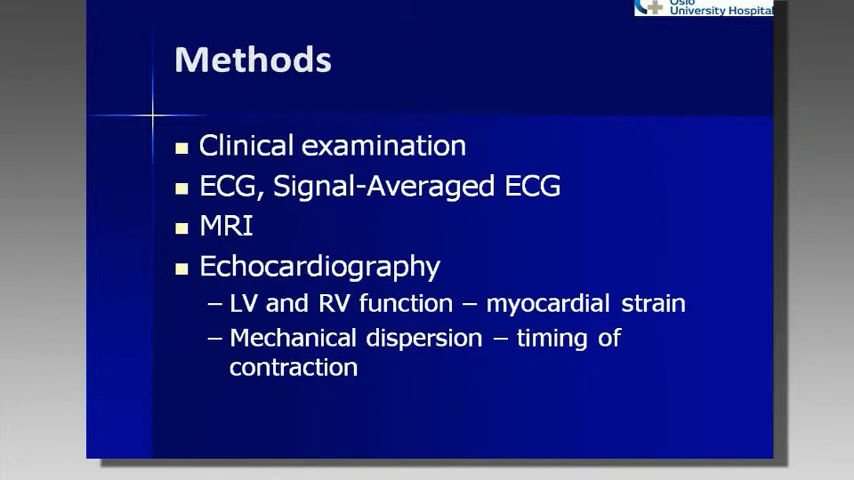 Oslo
University Hospital
Methods
■ Clinical examination
■ ECG, Signal-Averaged ECG
■ MRI
■ Echocardiography
– LV and RV function – myocardial strain
– Mechanical dispersion – timing of
contraction